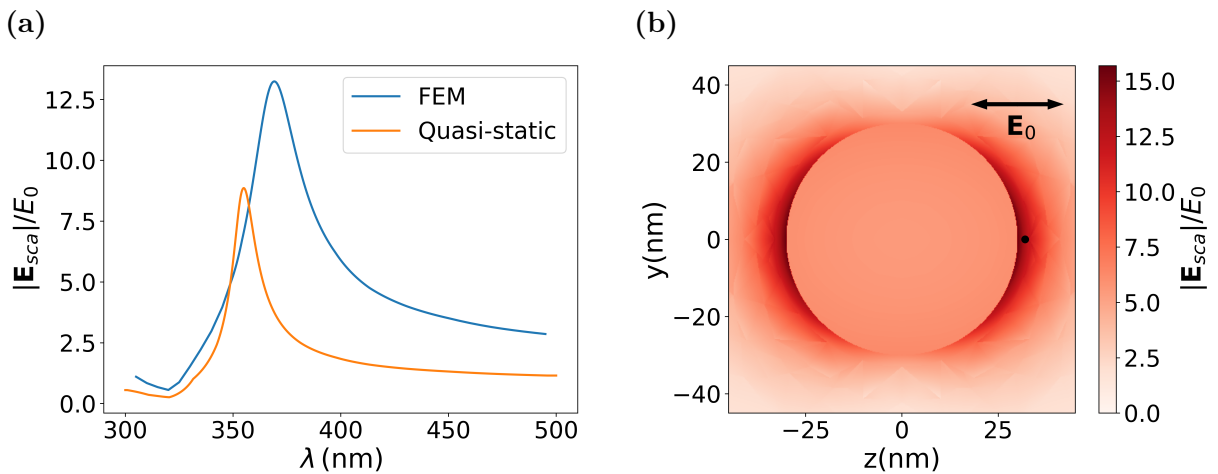 (a)
12.5
10.0
7.5
5.0
2.5
0.0
|E_sca|/E_0
300 350 400 450 500
λ (nm)
FEM
Quasi-static
(b)
40
20
0
−20
−40
y(nm)
−25 0 25
z(nm)
E_0
15.0
12.5
10.0
7.5
5.0
2.5
0.0
|E_sca|/E_0